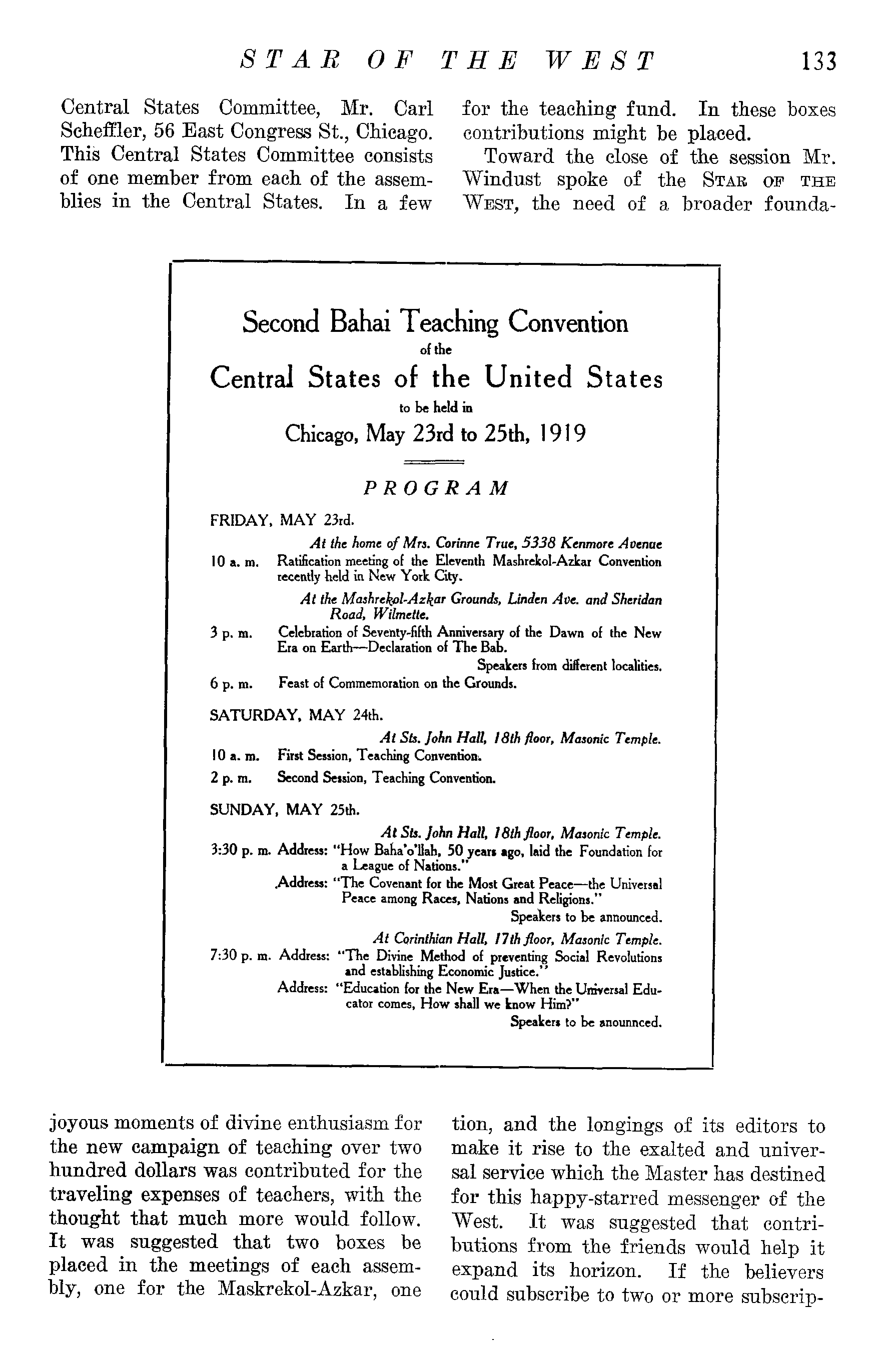 STAR OF THE WEST 133
Central States Committee, Mr. Carl
Scheffler, 56 East Congress St., Chicago.
This Central States Committee consists
of one member from each of the assem-
blies in the Central States. In a few
for the teaching fund. In these boxes
contributions might be placed.
Toward the close of the session Mr.
Windust spoke of the STAR OF THE
WEST, the need of a broader founda-
Second Bahai Teaching Convention
of the
Central States of the United States
to be held in
Chicago, May 23rd to 25th, 1919
PROGRAM
FRIDAY, MAY 23rd.
At the home of Mrs. Corinne True, 5338 Kenmore Avenue
10 a. m. Ratification meeting of the Eleventh Mashrekol-Azkar Convention
recently held in New York City.
At the Mashrekol-Azkar Grounds, Linden Ave. and Sheridan
Road, Wilmette.
3 p. m. Celebration of Seventy-fifth Anniversary of the Dawn of the New
Era on Earth—Declaration of The Bab.
Speakers from different localities.
6 p. m. Feast of Commemoration on the Grounds.
SATURDAY, MAY 24th.
At Sts. John Hall, 18th floor, Masonic Temple.
10 a. m. First Session, Teaching Convention.
2 p. m. Second Session, Teaching Convention.
SUNDAY, MAY 25th.
At Sts. John Hall, 18th floor, Masonic Temple.
3:30 p. m. Address: "How Baha'o'llah, 50 years ago, laid the Foundation for
a League of Nations."
Address: "The Covenant for the Most Great Peace—the Universal
Peace among Races, Nations and Religions."
Speakers to be announced.
At Corinthian Hall, 17th floor, Masonic Temple.
7:30 p. m. Address: "The Divine Method of preventing Social Revolutions
and establishing Economic Justice."
Address: "Education for the New Era—When the Universal Edu-
cator comes, How shall we know Him?"
Speakers to be anounnced.
joyous moments of divine enthusiasm for
the new campaign of teaching over two
hundred dollars was contributed for the
traveling expenses of teachers, with the
thought that much more would follow.
It was suggested that two boxes be
placed in the meetings of each assem-
bly, one for the Maskrekol-Azkar, one
tion, and the longings of its editors to
make it rise to the exalted and univer-
sal service which the Master has destined
for this happy-starred messenger of the
West. It was suggested that contri-
butions from the friends would help it
expand its horizon. If the believers
could subscribe to two or more subscrip-